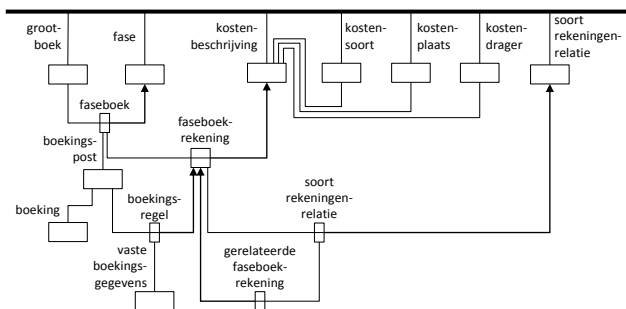 groot-
boek
fase
kosten-
beschrijving
kosten-
soort
kosten-
plaats
kosten-
drager
soort
rekeningen-
relatie
faseboek
faseboek-
rekening
boekings-
post
boeking
boekings-
regel
soort
rekeningen-
relatie
vaste
boekings-
gegevens
gerelateerde
faseboek-
rekening